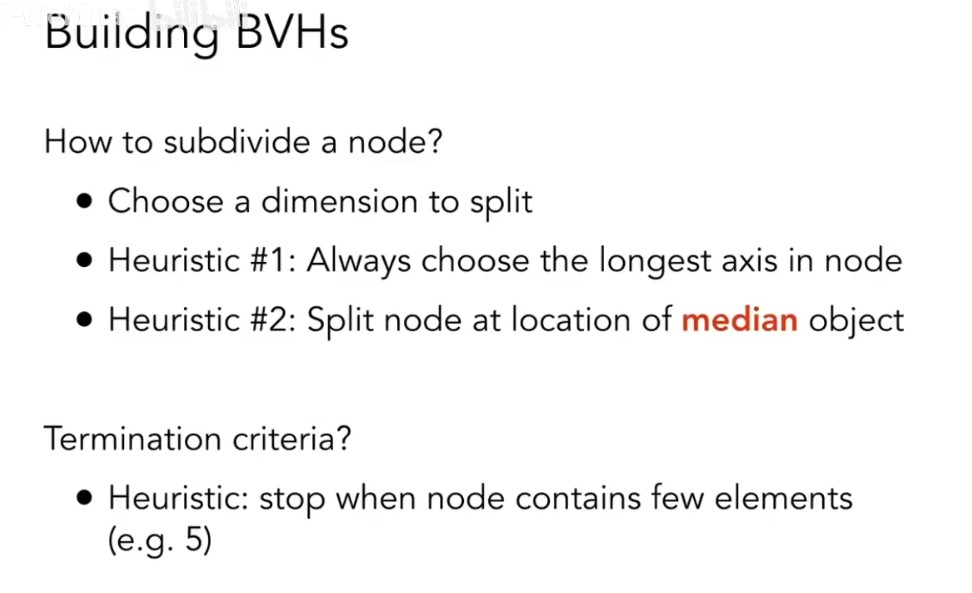 Building BVHs
How to subdivide a node?
• Choose a dimension to split
• Heuristic #1: Always choose the longest axis in node
• Heuristic #2: Split node at location of median object
Termination criteria?
• Heuristic: stop when node contains few elements
(e.g. 5)